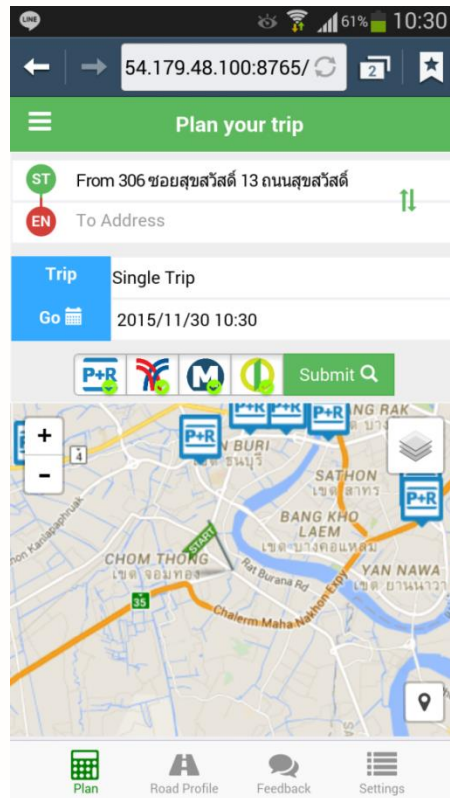 LINE
61%
10:30
54.179.48.100:8765/
2
Plan your trip
ST
From 306 ซอยสุขสวัสดิ์ 13 ถนนสุขสวัสดิ์
EN
To Address
Trip
Single Trip
Go
2015/11/30 10:30
P+R
M
Submit
P+R P+R P+R
NG RAK
+
P+R
4
BURI
เขต ธนบุรี
-
SATHON
เขต สาทร
P+R
BANG KHO
LAEM
เขต บางคอแหลม
START
CHOM THONG
เขต จอมทอง
Rat Burana Rd
YAN NAWA
เขต ยานนาวา
35
Chalerm Maha Nakhon Expy
Plan
Road Profile
Feedback
Settings